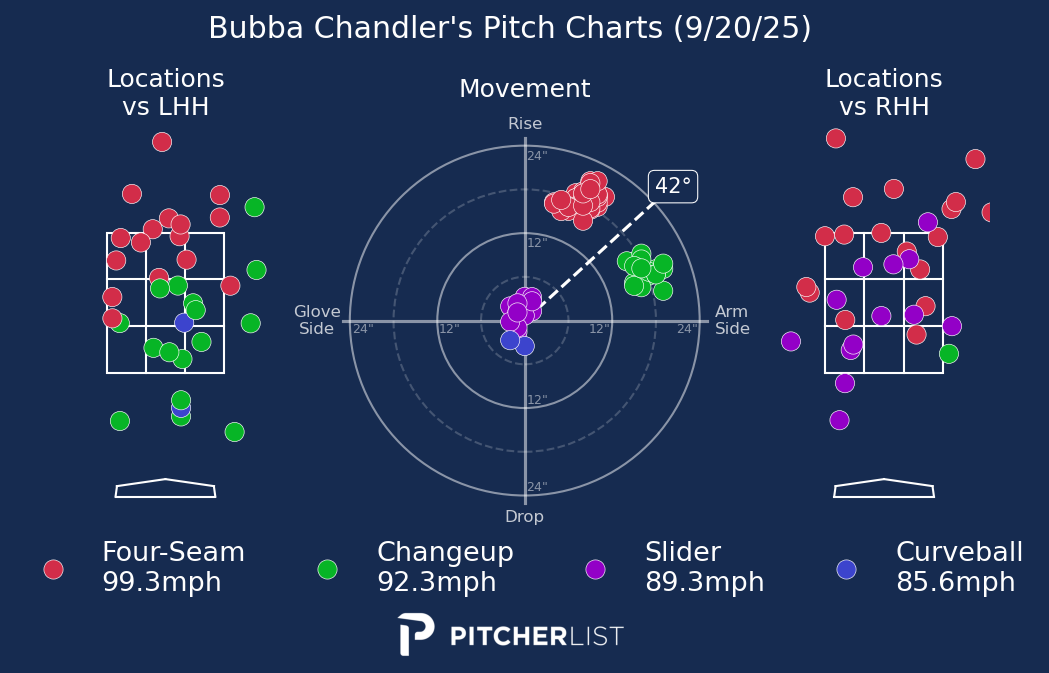 Bubba Chandler's Pitch Charts (9/20/25)
Locations
vs LHH
Movement
Locations
vs RHH
Rise
24"
42°
12"
Glove
Side
24"
12"
12"
24"
Arm
Side
12"
24"
Drop
Four-Seam
99.3mph
Changeup
92.3mph
Slider
89.3mph
Curveball
85.6mph
PITCHERLIST